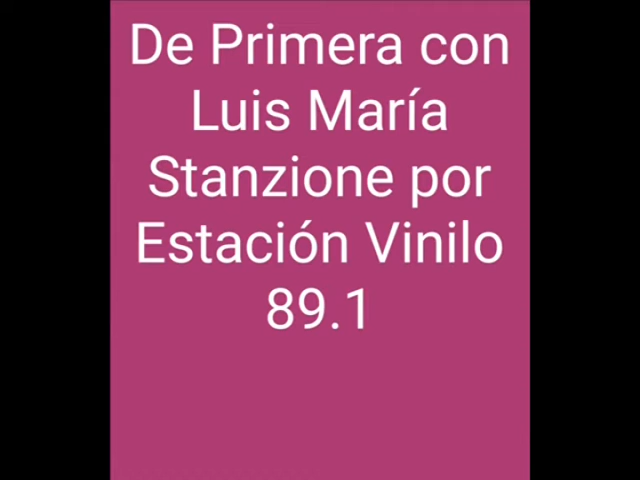 De Primera con
Luis María
Stanzione por
Estación Vinilo
89.1